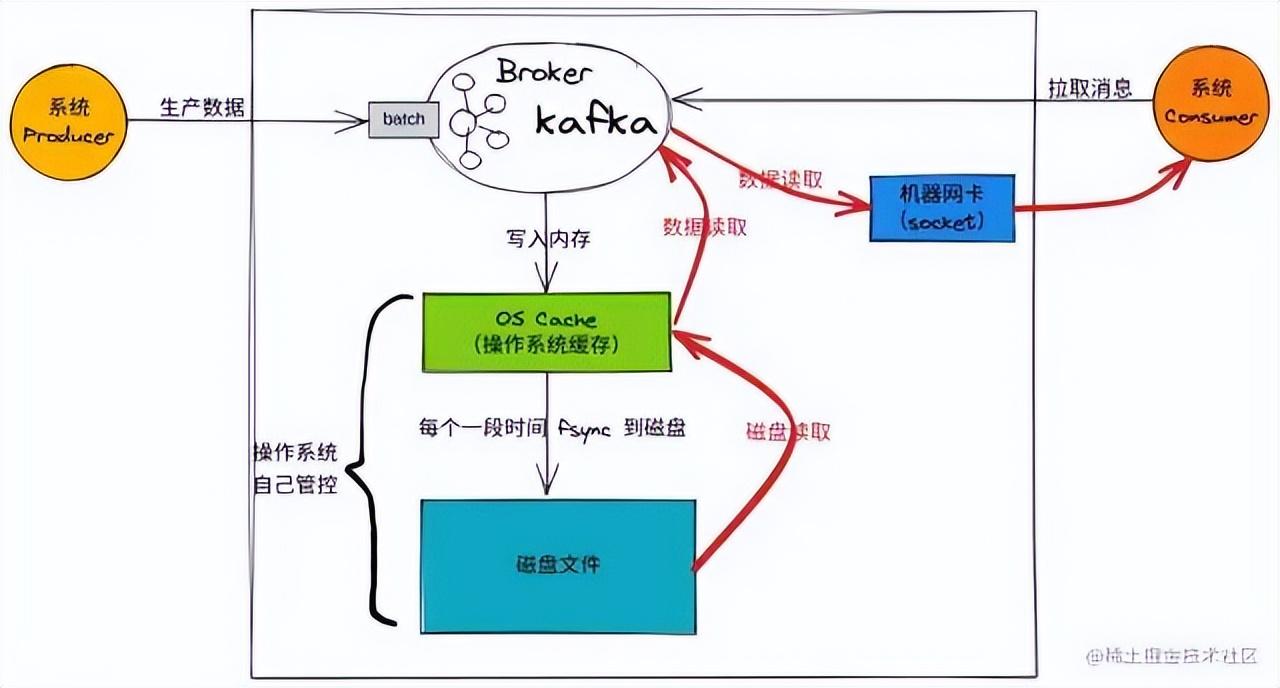 Broker
kafka
batch
系统
Producer
生产数据
拉取消息
系统
Consumer
数据读取
机器网卡
(socket)
数据读取
写入内存
OS Cache
(操作系统缓存)
每个一段时间 fsync 到磁盘
磁盘读取
操作系统
自己管控
磁盘文件
@稀土掘金技术社区